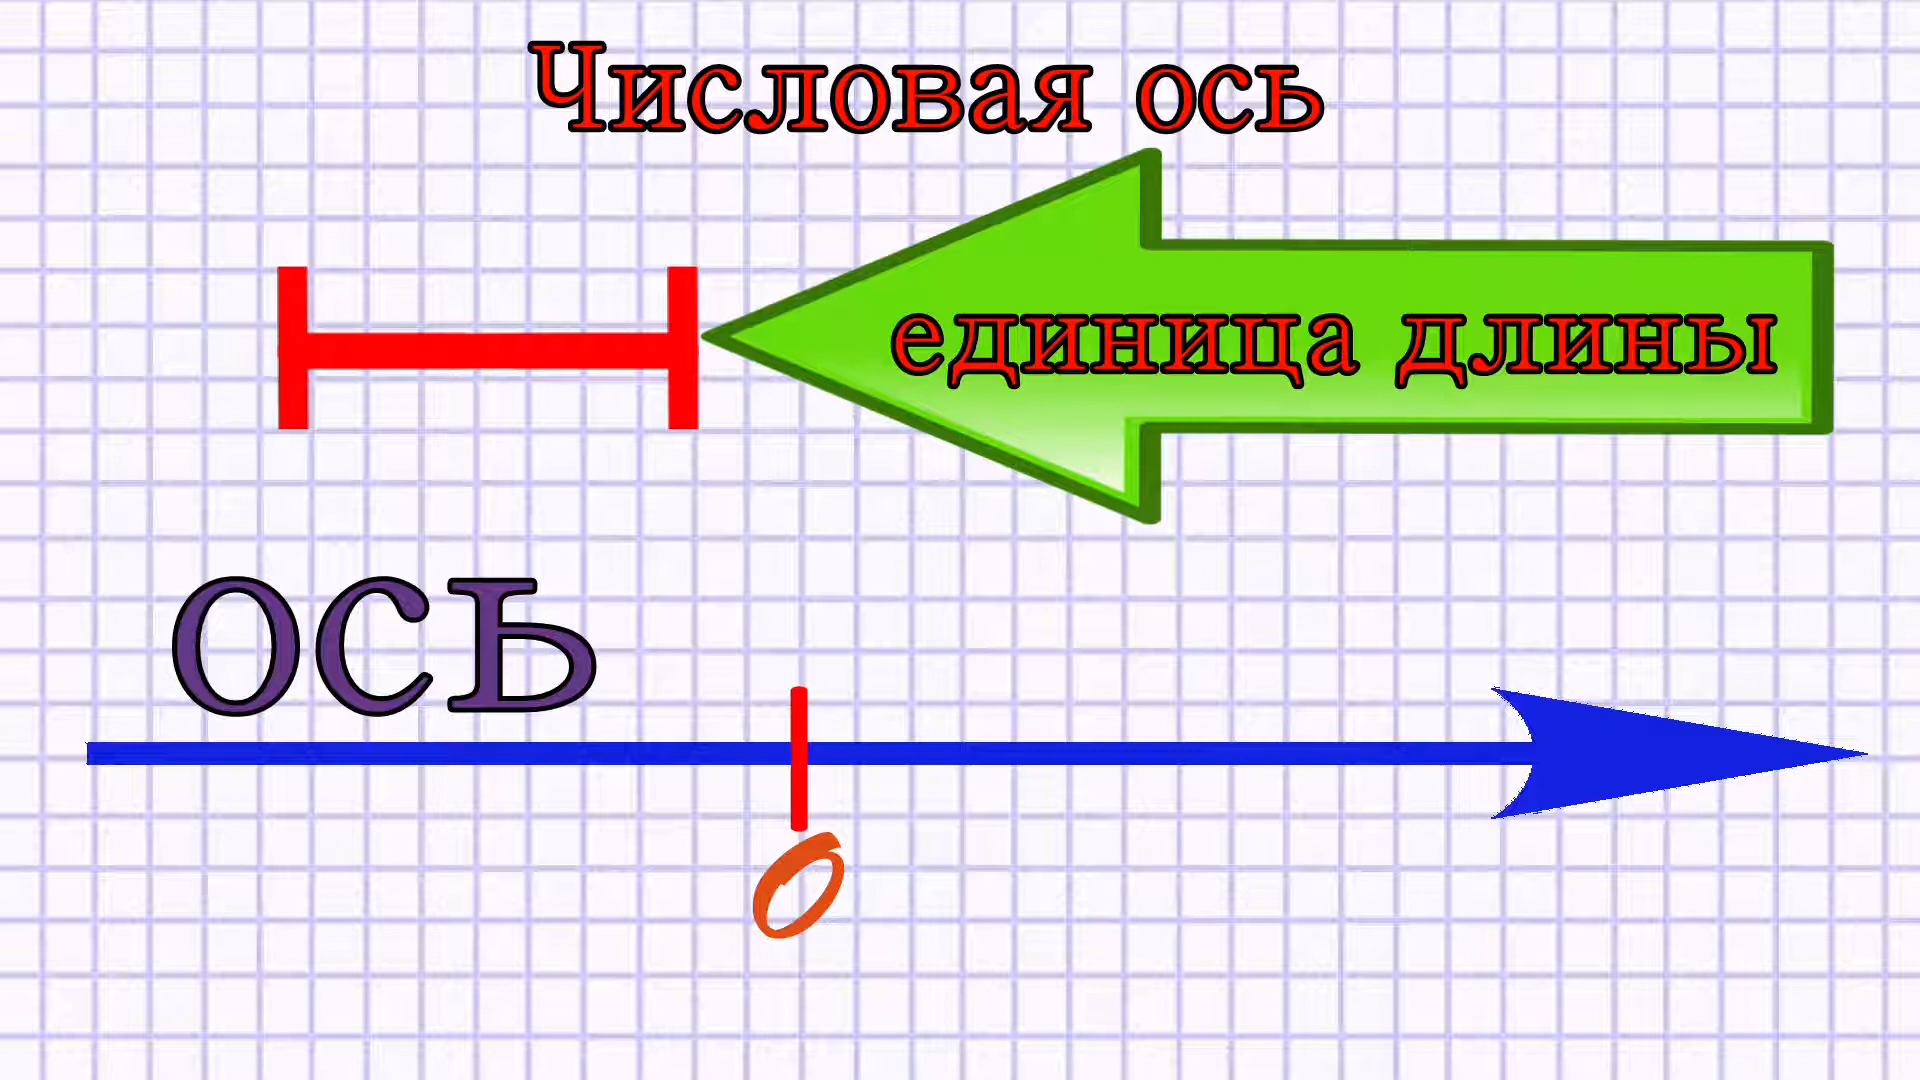 Числовая ось
единица длины
ось
0